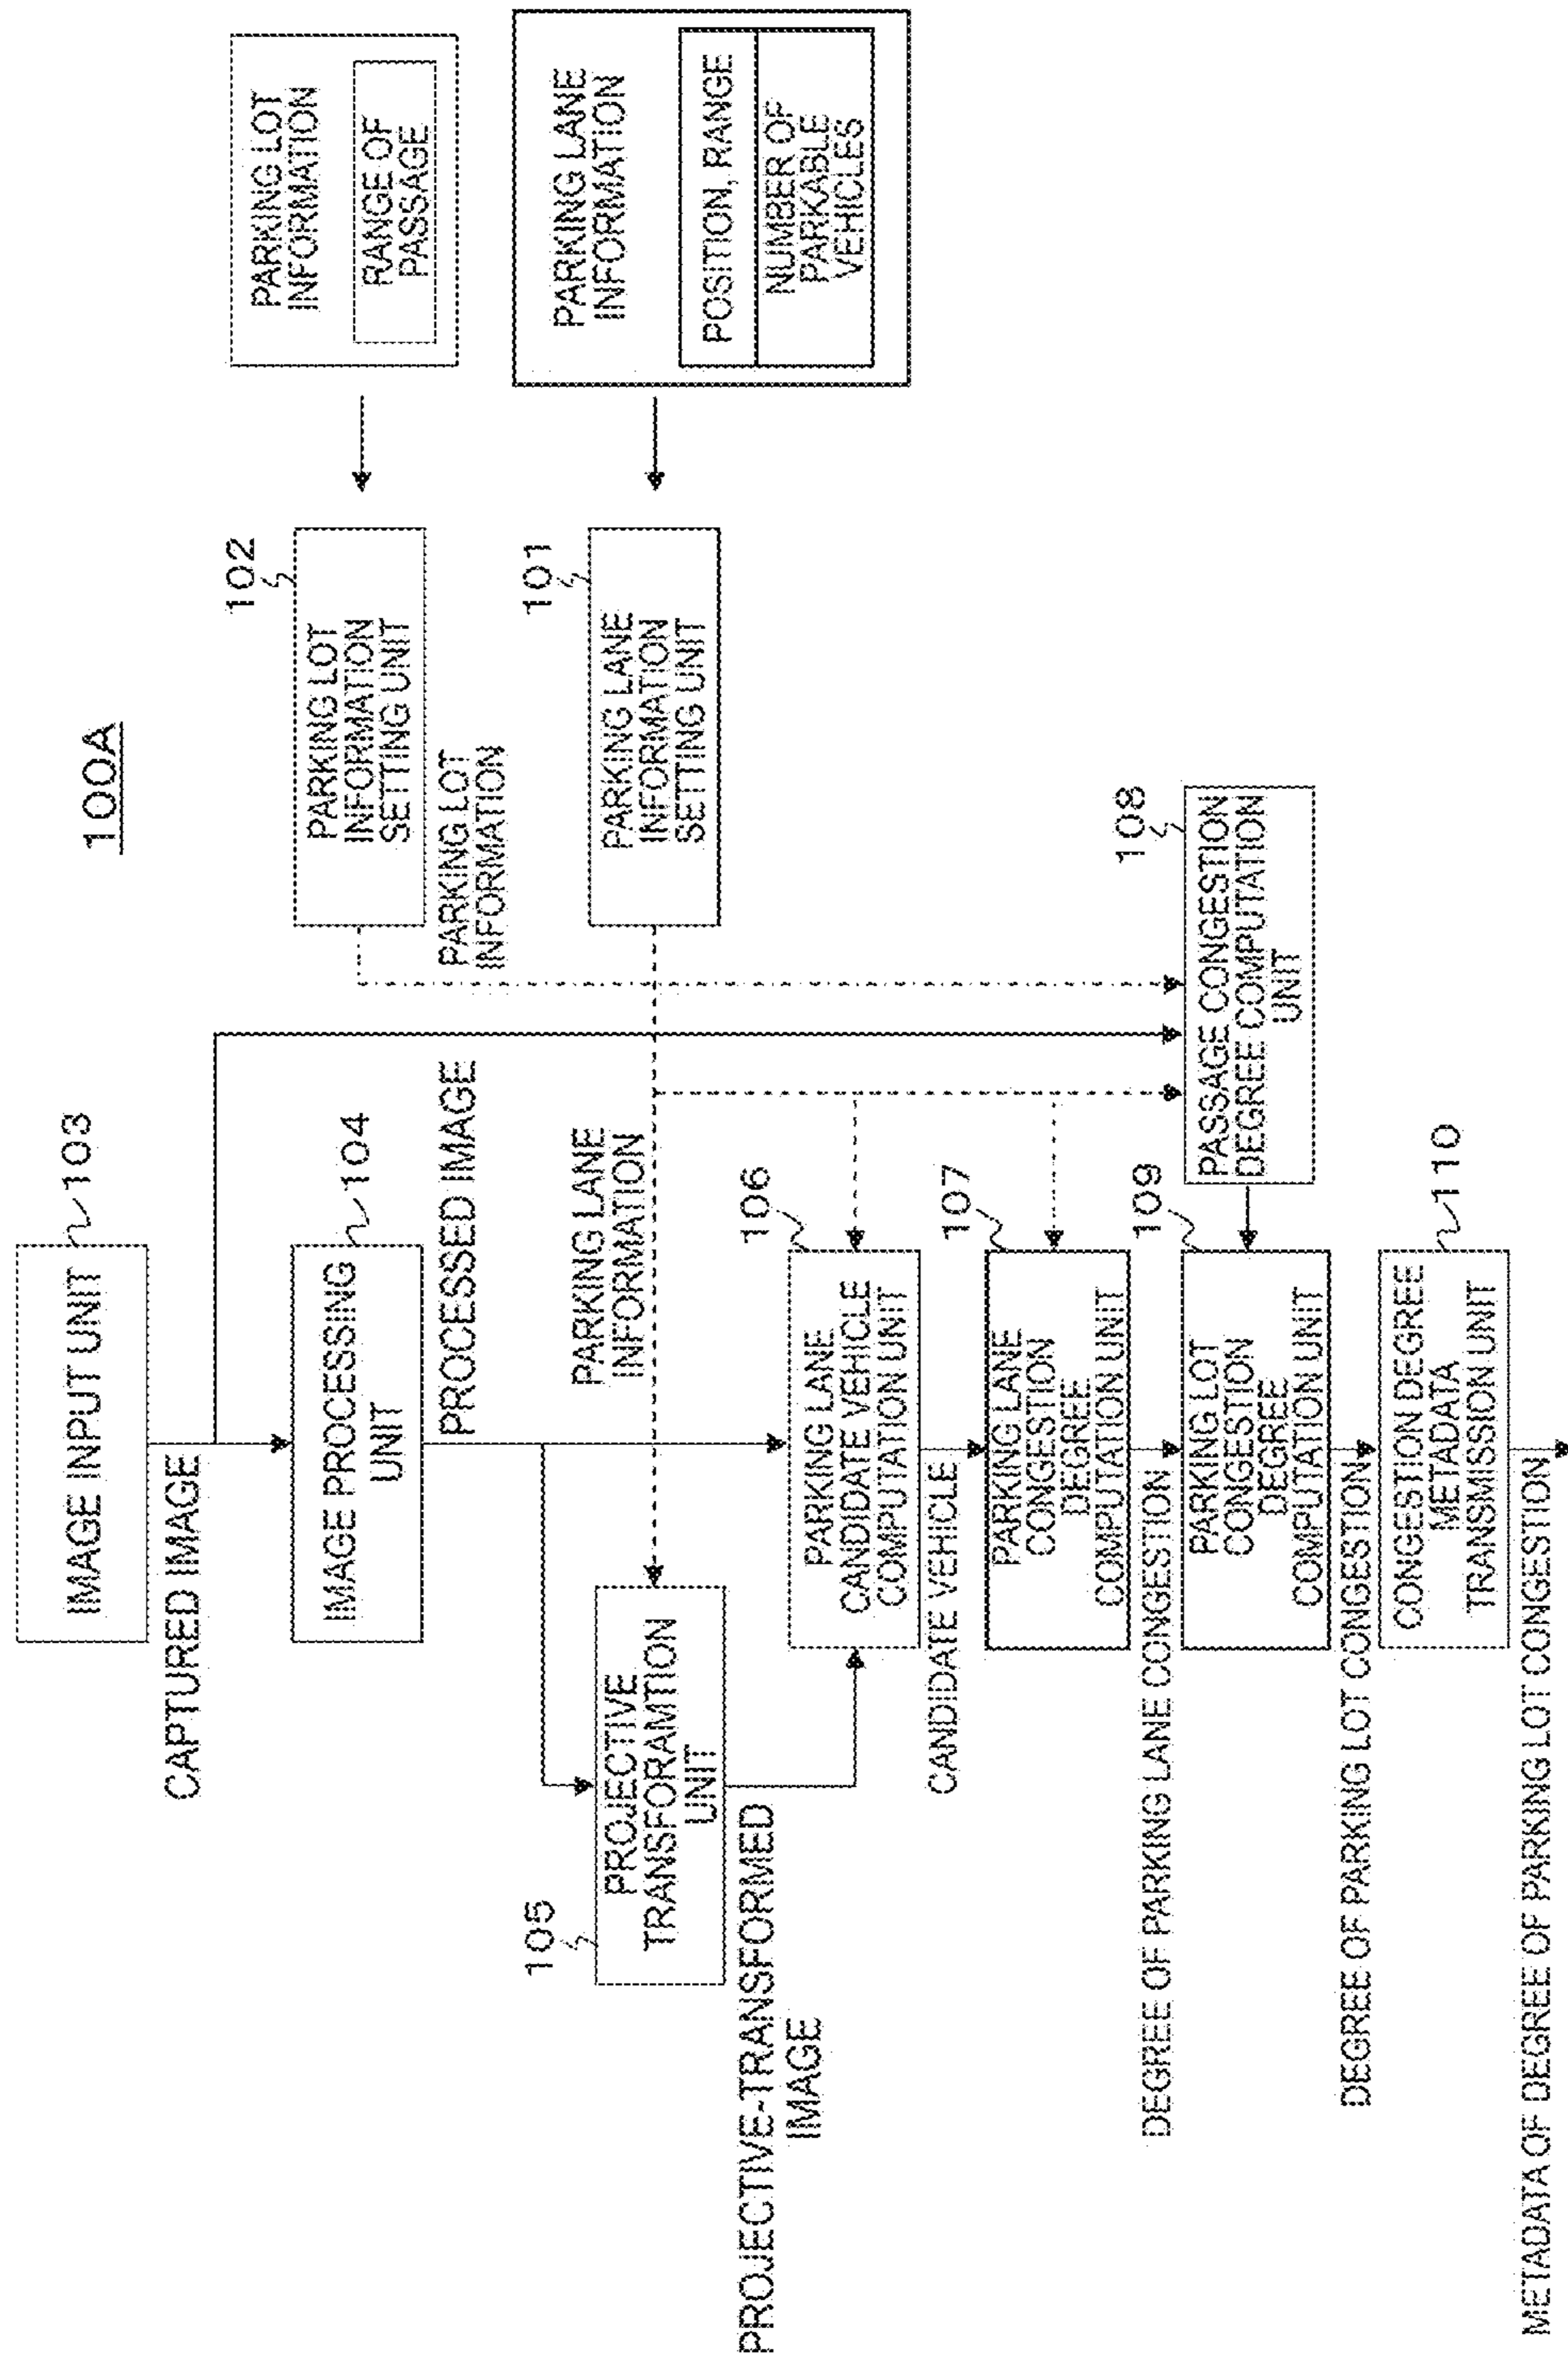 100A
IMAGE INPUT UNIT
103
CAPTURED IMAGE
IMAGE PROCESSING
UNIT
104
PROCESSED IMAGE
PARKING LOT
INFORMATION
RANGE OF
PASSAGE
PARKING LOT
INFORMATION
SETTING UNIT
102
PARKING LOT
INFORMATION
PARKING LANE
INFORMATION
POSITION, RANGE
NUMBER OF
PARKABLE
VEHICLES
PARKING LANE
INFORMATION
SETTING UNIT
101
PARKING LANE
INFORMATION
105
PROJECTIVE
TRANSFORAMTION
UNIT
PROJECTIVE-TRANSFORMED
IMAGE
106
PARKING LANE
CANDIDATE VEHICLE
COMPUTATION UNIT
CANDIDATE VEHICLE
107
PARKING LANE
CONGESTION
DEGREE
COMPUTATION UNIT
DEGREE OF PARKING LANE CONGESTION
108
PASSAGE CONGESTION
DEGREE COMPUTATION
UNIT
109
PARKING LOT
CONGESTION
DEGREE
COMPUTATION UNIT
DEGREE OF PARKING LOT CONGESTION
110
CONGESTION DEGREE
METADATA
TRANSMISSION UNIT
METADATA OF DEGREE OF PARKING LOT CONGESTION